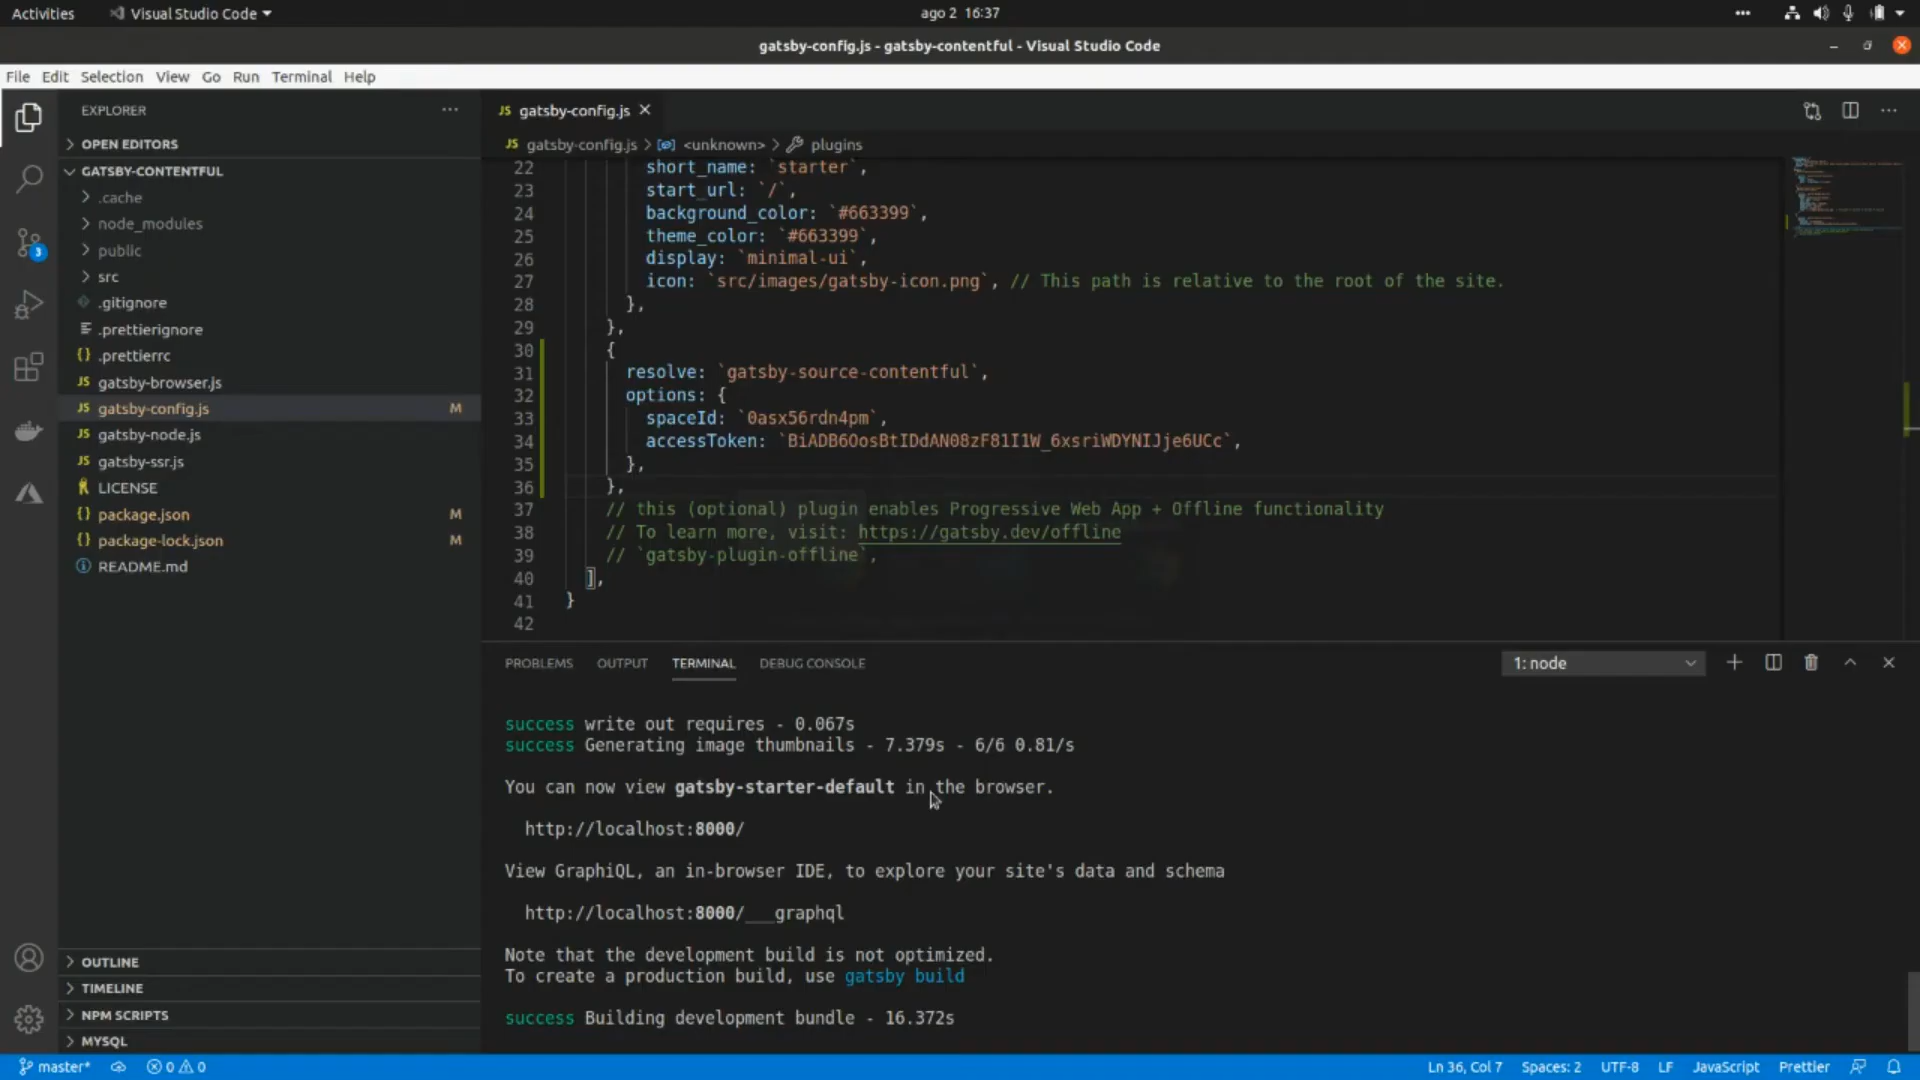 Activities
Visual Studio Code
ago 2 16:37
gatsby-config.js - gatsby-contentful - Visual Studio Code
File Edit Selection View Go Run Terminal Help
EXPLORER
OPEN EDITORS
GATSBY-CONTENTFUL
.cache
node_modules
public
src
.gitignore
.prettierignore
.prettierrc
JS gatsby-browser.js
JS gatsby-config.js M
JS gatsby-node.js
JS gatsby-ssr.js
LICENSE
{} package.json M
{} package-lock.json M
README.md
OUTLINE
TIMELINE
NPM SCRIPTS
MYSQL
3
JS gatsby-config.js
JS gatsby-config.js > <unknown> > plugins
22 short_name: `starter`,
23 start_url: `/`,
24 background_color: `#663399`,
25 theme_color: `#663399`,
26 display: `minimal-ui`,
27 icon: `src/images/gatsby-icon.png`, // This path is relative to the root of the site.
28 },
29 },
30 {
31 resolve: `gatsby-source-contentful`,
32 options: {
33 spaceId: `0asx56rdn4pm`,
34 accessToken: `BiADB6OosBtIDdAN08zF81I1W_6xsriWDYNIJje6UCc`,
35 },
36 },
37 // this (optional) plugin enables Progressive Web App + Offline functionality
38 // To learn more, visit: https://gatsby.dev/offline
39 // `gatsby-plugin-offline`,
40 ],
41 }
42
PROBLEMS OUTPUT TERMINAL DEBUG CONSOLE
1: node
success write out requires - 0.067s
success Generating image thumbnails - 7.379s - 6/6 0.81/s
You can now view gatsby-starter-default in the browser.
http://localhost:8000/
View GraphiQL, an in-browser IDE, to explore your site's data and schema
http://localhost:8000/___graphql
Note that the development build is not optimized.
To create a production build, use gatsby build
success Building development bundle - 16.372s
master* 0 0
Ln 36, Col 7 Spaces: 2 UTF-8 LF JavaScript Prettier